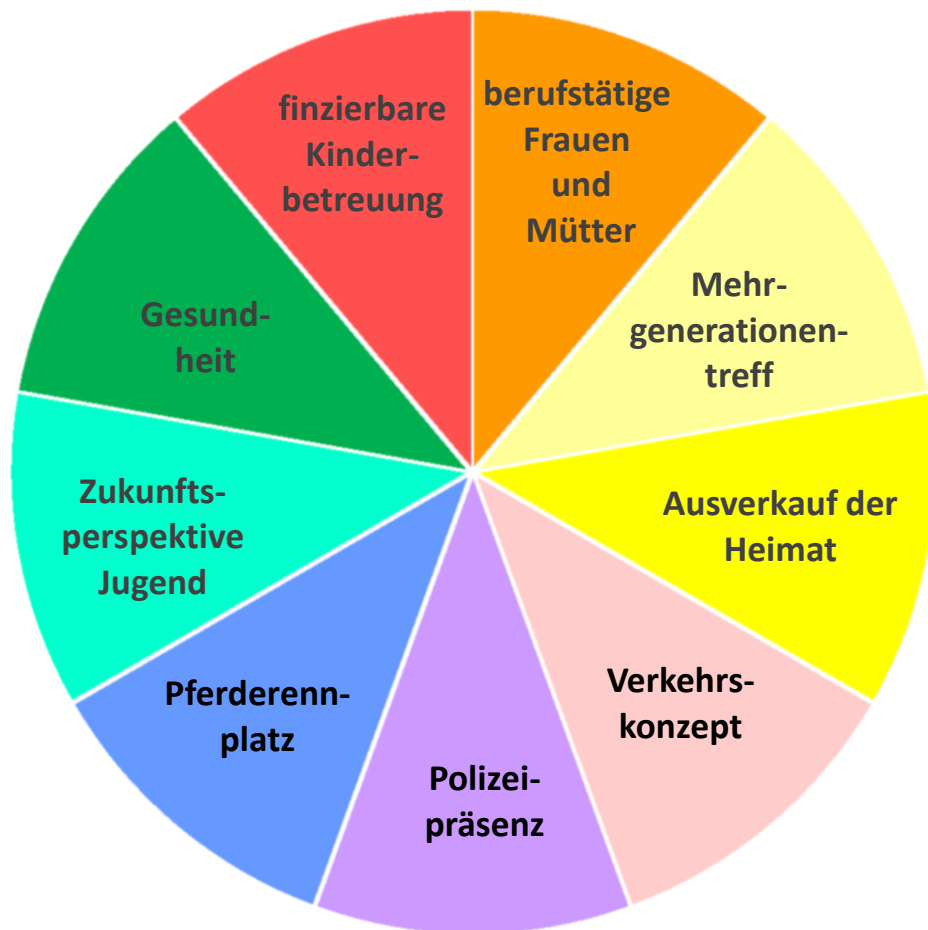 finzierbare
Kinder-
betreuung
berufstätige
Frauen
und
Mütter
Mehr-
generationen-
treff
Ausverkauf der
Heimat
Verkehrs-
konzept
Polizei-
präsenz
Pferderenn-
platz
Zukunfts-
perspektive
Jugend
Gesund-
heit